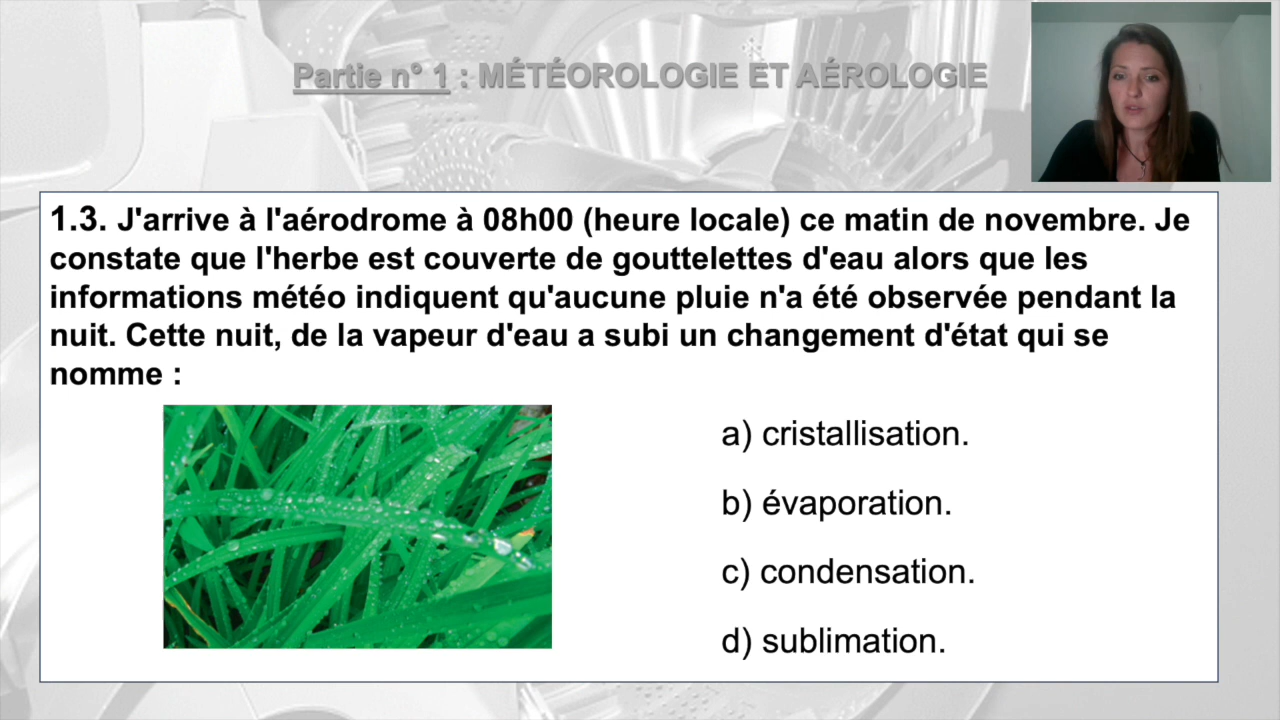 Partie n° 1 : MÉTÉOROLOGIE ET AÉROLOGIE
1.3. J'arrive à l'aérodrome à 08h00 (heure locale) ce matin de novembre. Je
constate que l'herbe est couverte de gouttelettes d'eau alors que les
informations météo indiquent qu'aucune pluie n'a été observée pendant la
nuit. Cette nuit, de la vapeur d'eau a subi un changement d'état qui se
nomme :
a) cristallisation.
b) évaporation.
c) condensation.
d) sublimation.